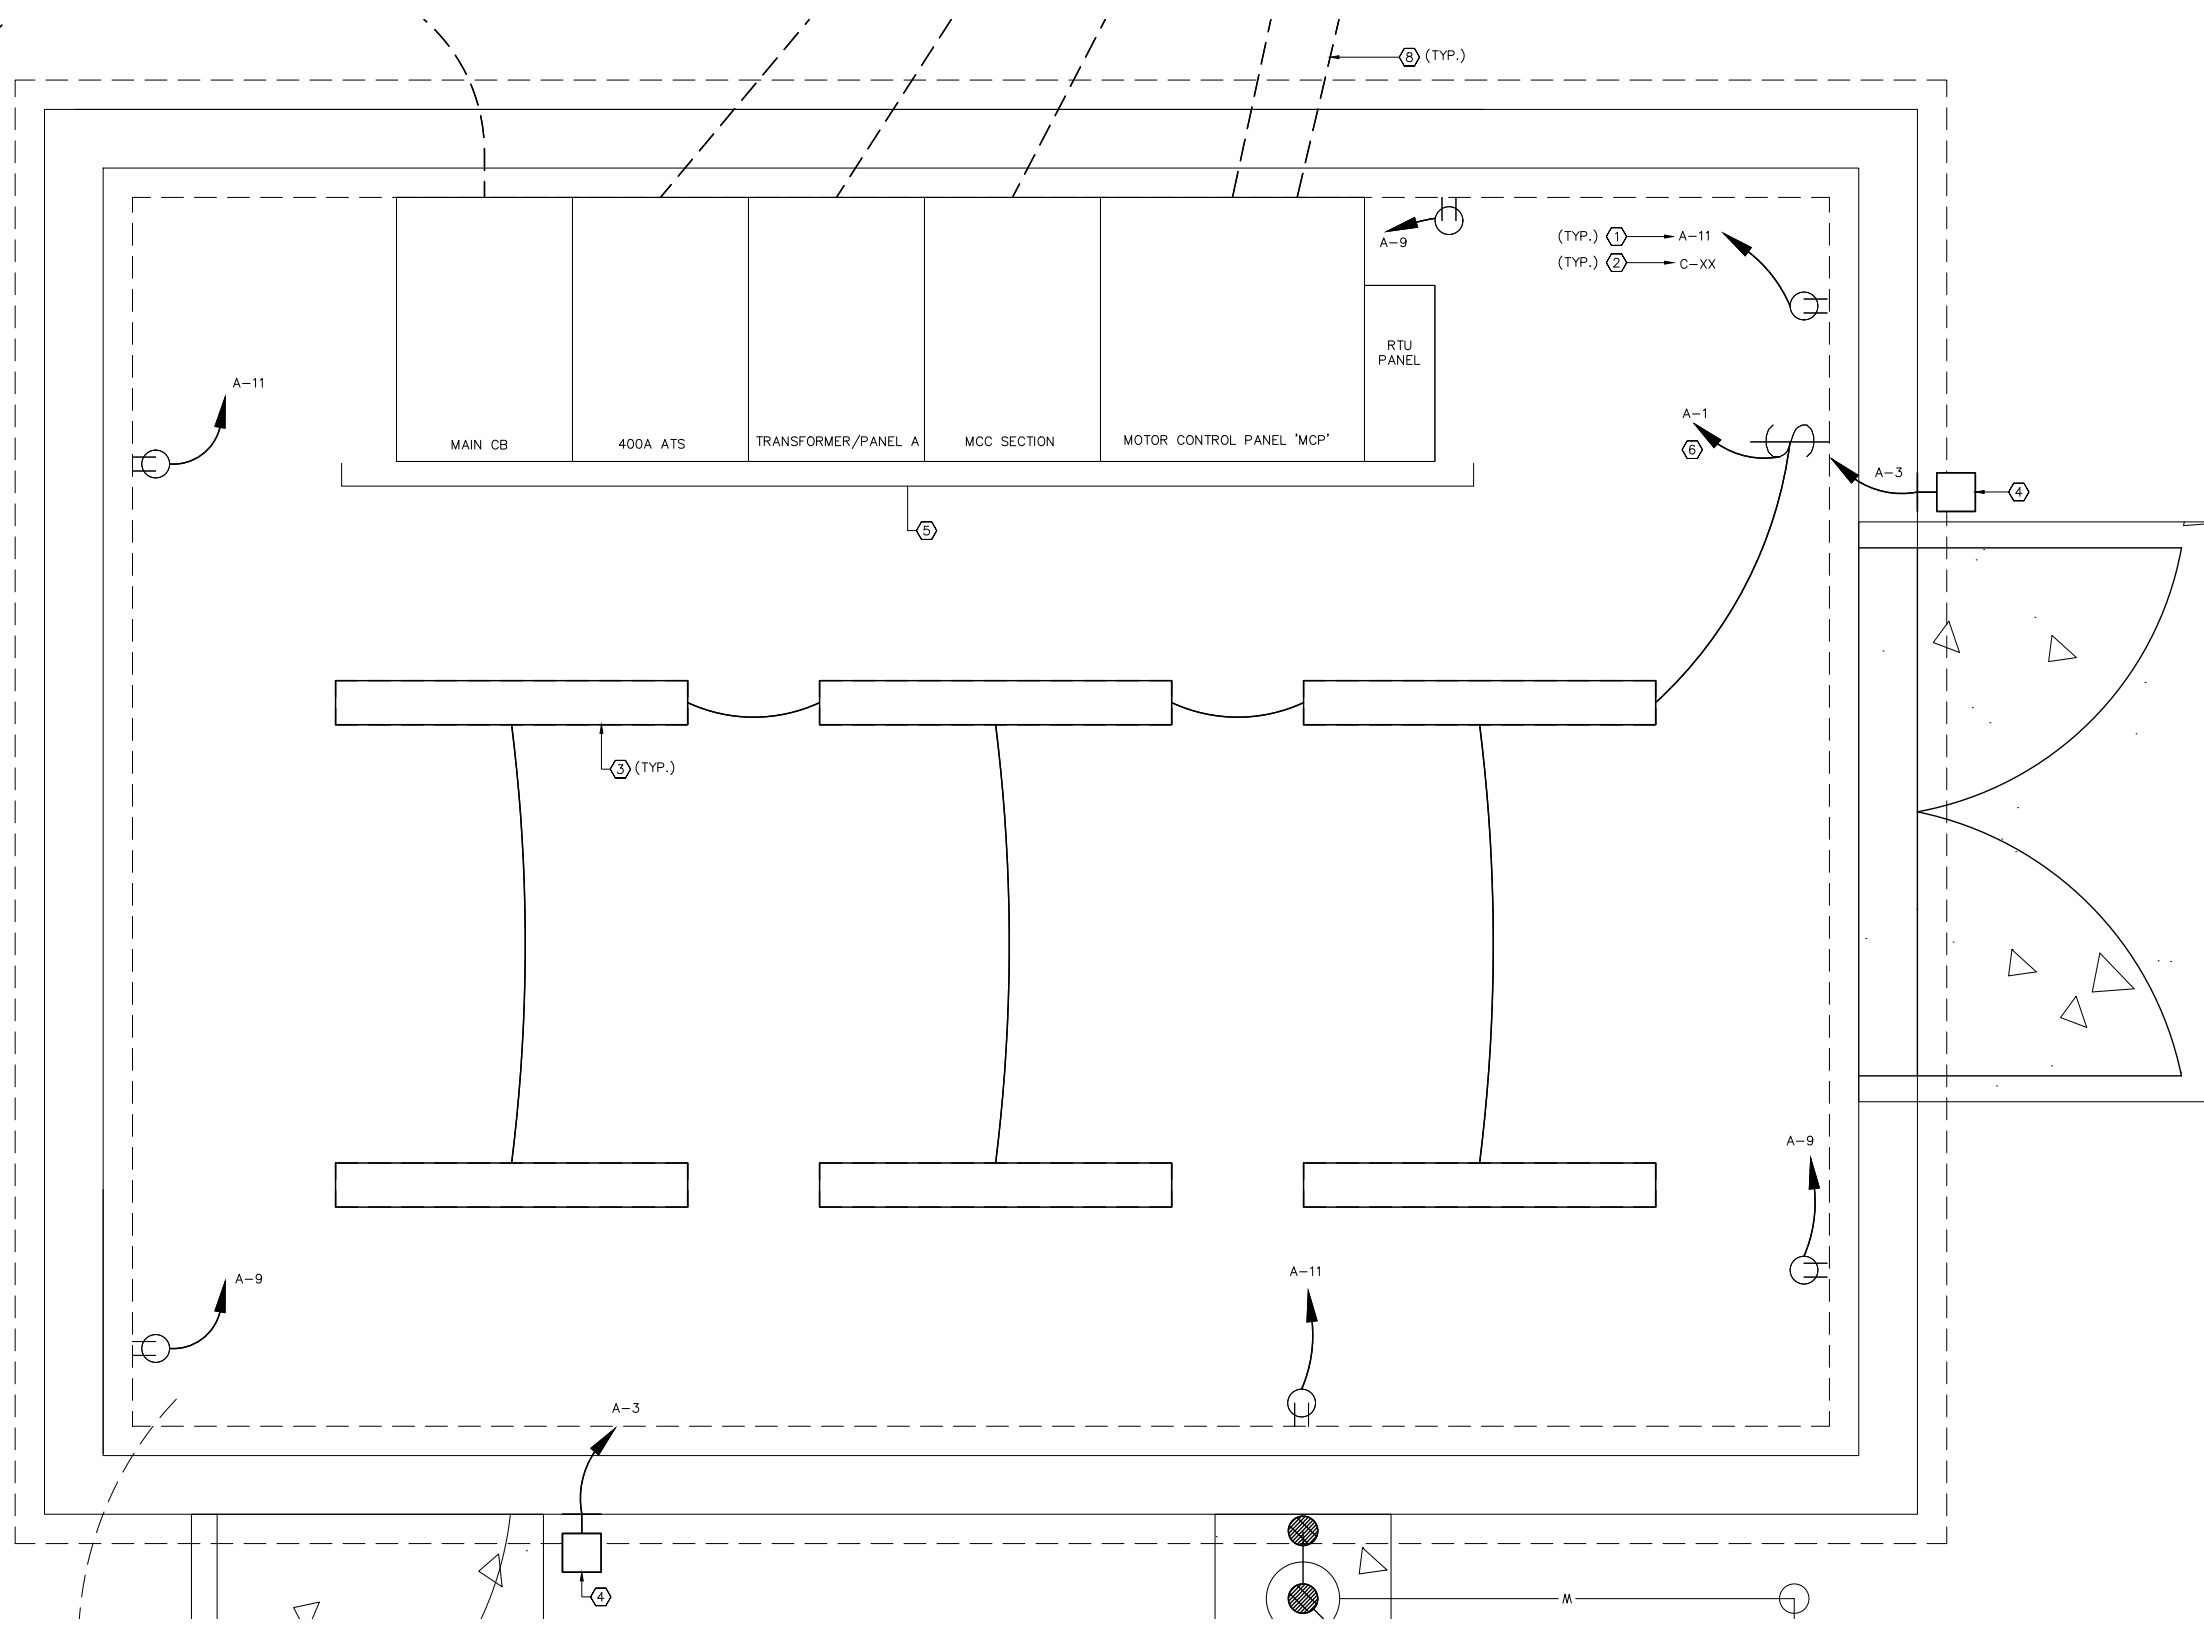 8 (TYP.)
A-9
(TYP.) 1 A-11
(TYP.) 2 C-XX
RTU
PANEL
A-11
MAIN CB
400A ATS
TRANSFORMER/PANEL A
MCC SECTION
MOTOR CONTROL PANEL 'MCP'
A-1
6
A-3
4
5
3 (TYP.)
A-9
A-11
A-9
A-3
4
W